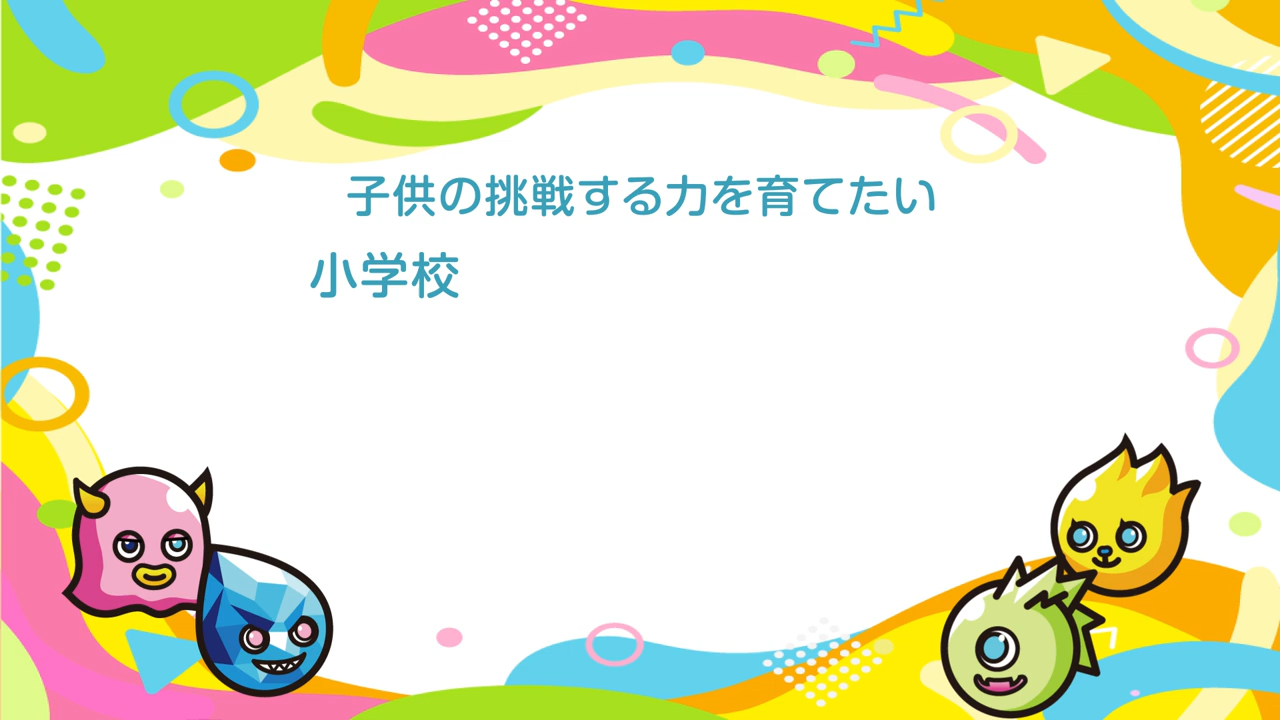 子供の挑戦する力を育てたい
小学校